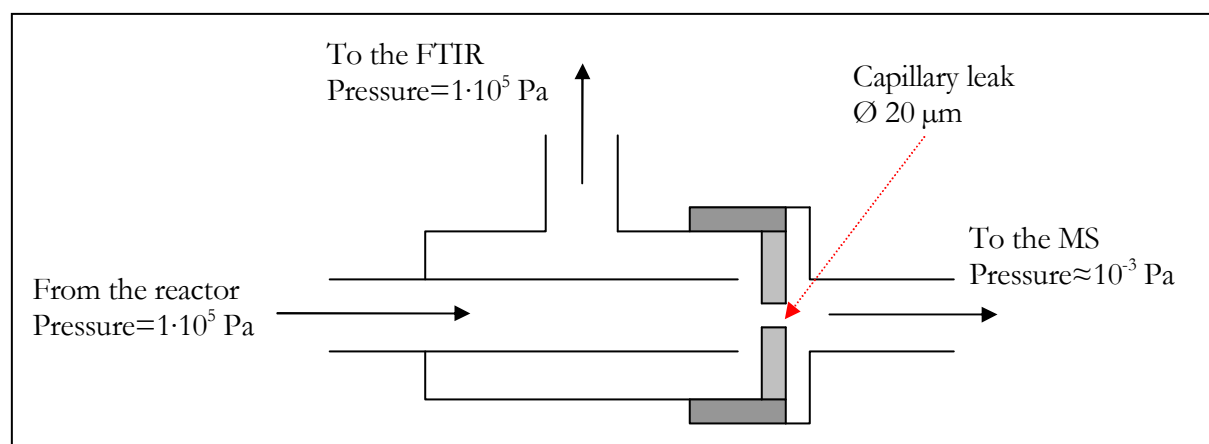 To the FTIR
Pressure=1·10⁵ Pa
Capillary leak
Ø 20 μm
To the MS
Pressure≈10⁻³ Pa
From the reactor
Pressure=1·10⁵ Pa